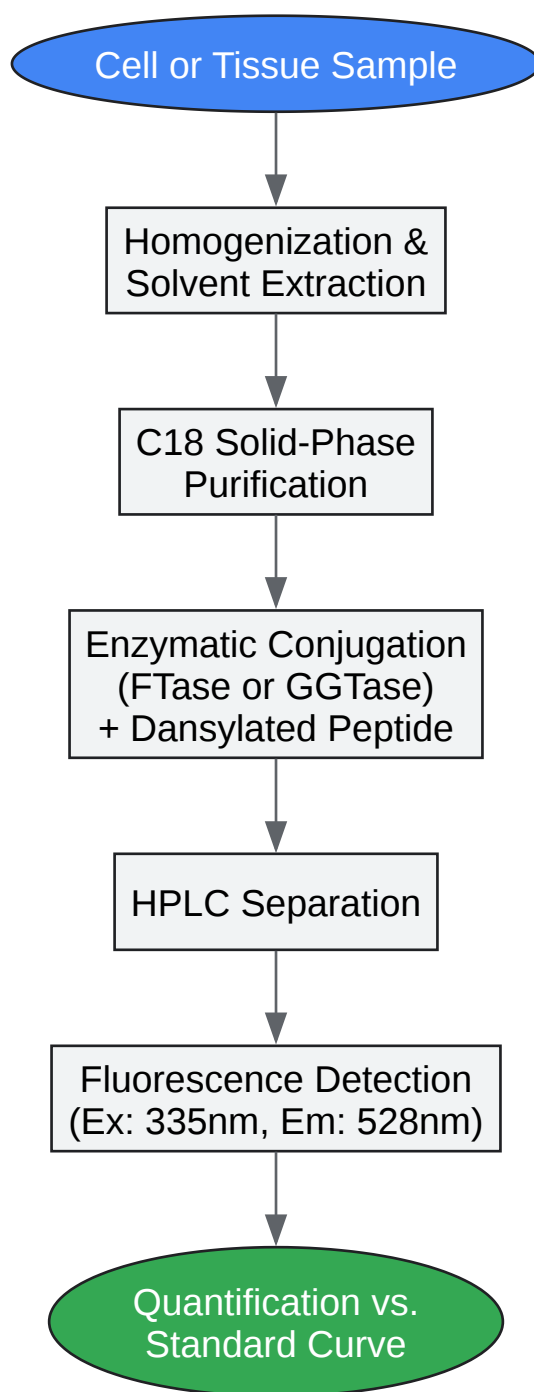 Cell or Tissue Sample
Homogenization &
Solvent Extraction
C18 Solid-Phase
Purification
Enzymatic Conjugation
(FTase or GGTase)
+ Dansylated Peptide
HPLC Separation
Fluorescence Detection
(Ex: 335nm, Em: 528nm)
Quantification vs.
Standard Curve